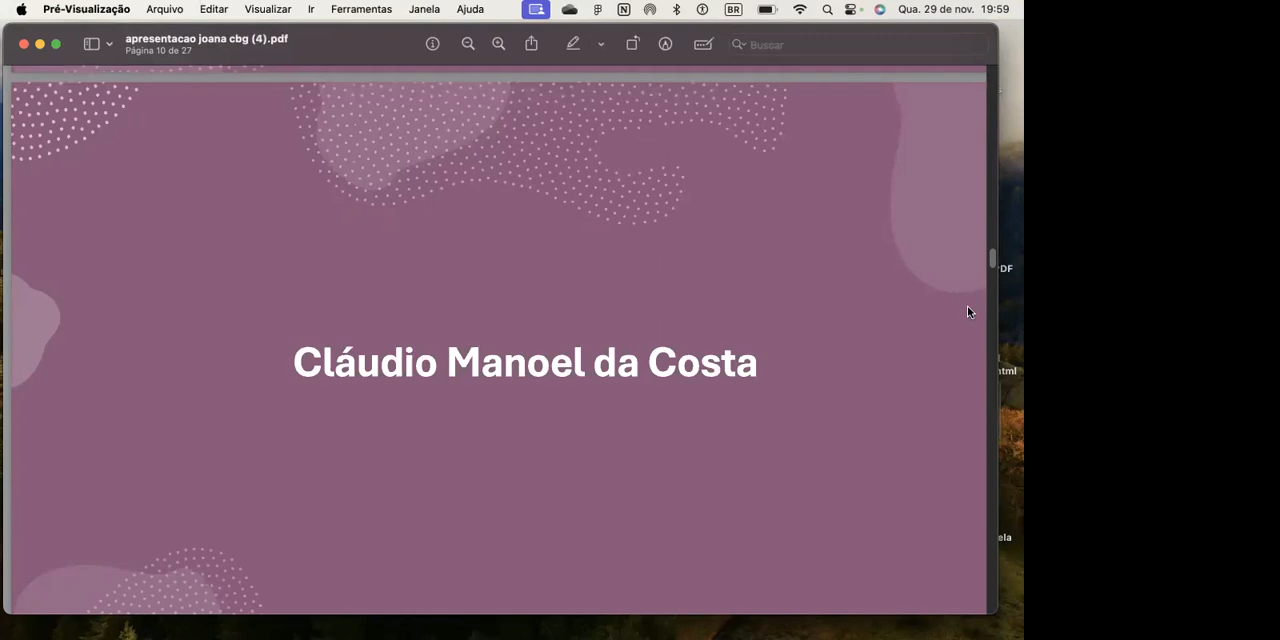 Pré-Visualização Arquivo Editar Visualizar Ir Ferramentas Janela Ajuda BR Qua. 29 de nov. 19:59
apresentacao joana cbg (4).pdf
Página 10 de 27
Buscar
DF
Cláudio Manoel da Costa
html
ela